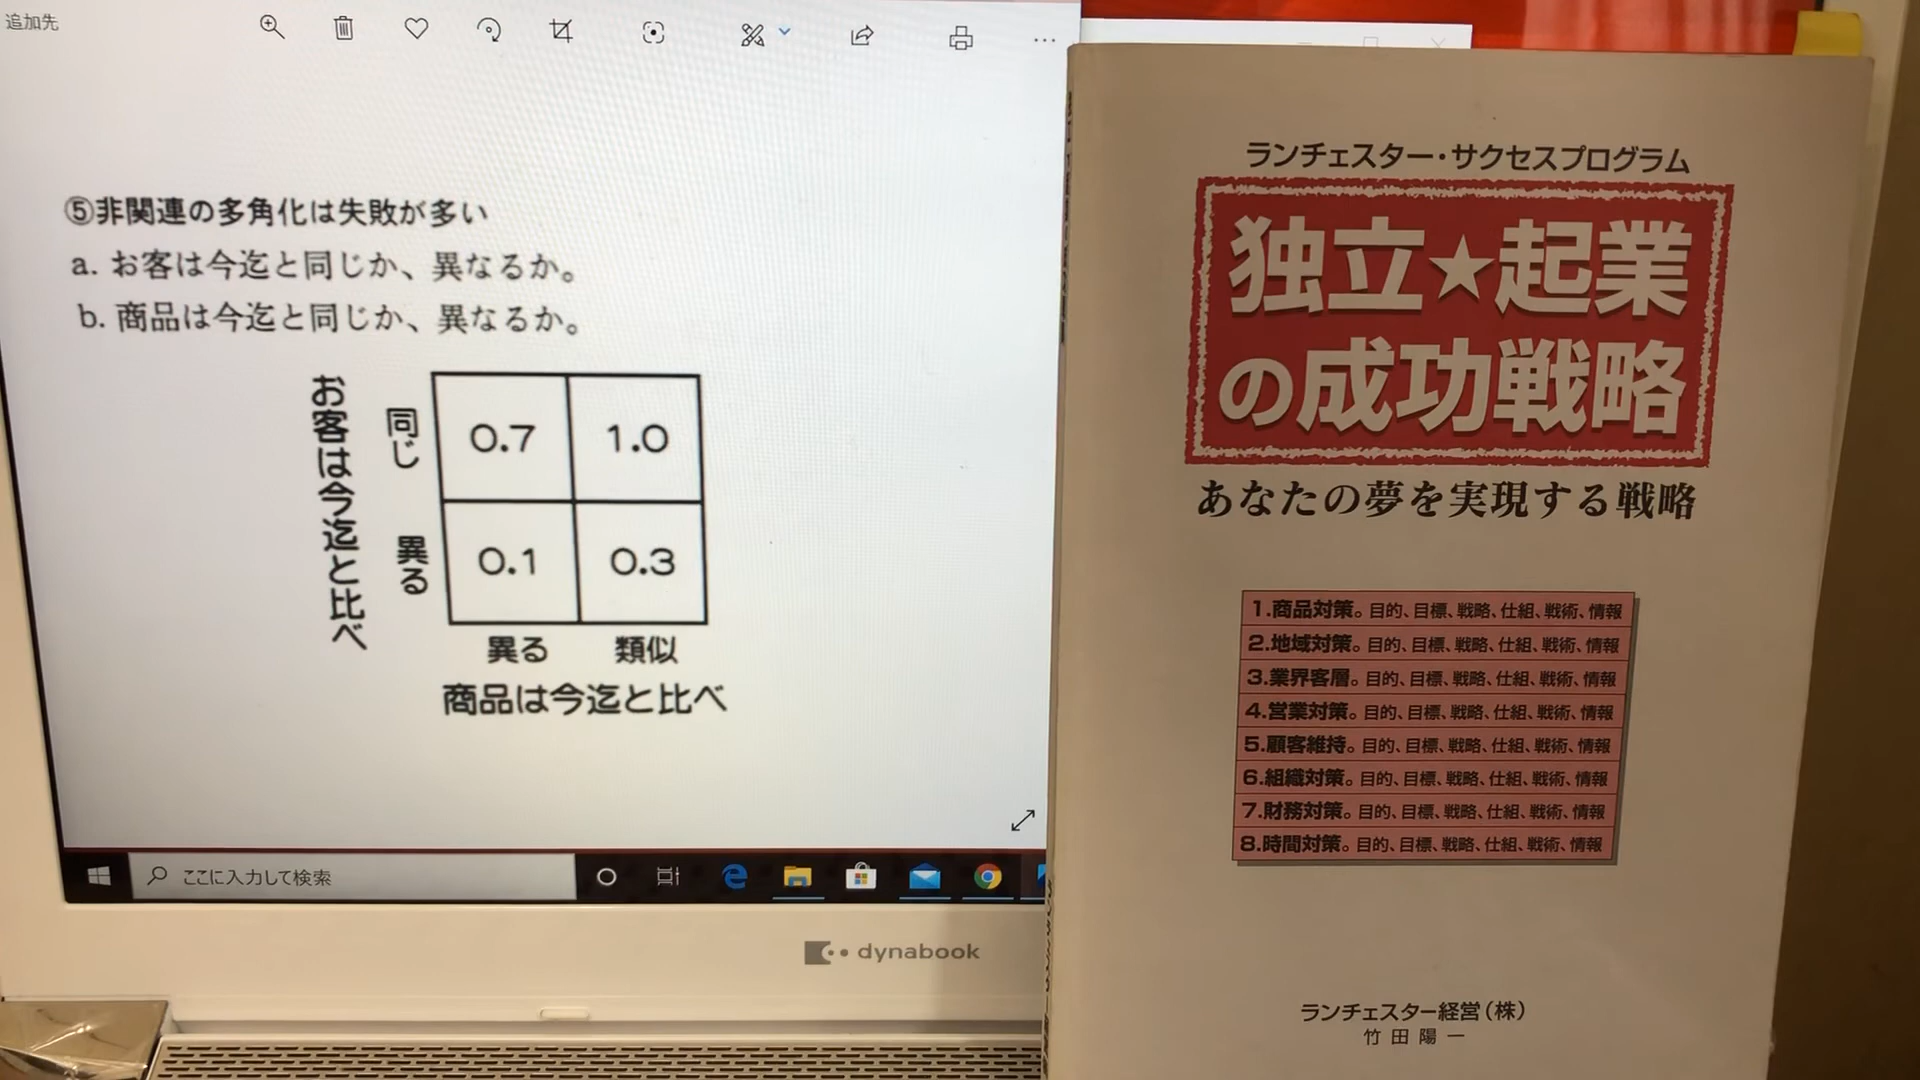 追加先
⑤非関連の多角化は失敗が多い
a. お客は今迄と同じか、異なるか。
b. 商品は今迄と同じか、異なるか。
お客は今迄と比べ
同じ
0.7
1.0
異る
0.1
0.3
異る
類似
商品は今迄と比べ
ここに入力して検索
dynabook
ランチェスター・サクセスプログラム
独立★起業
の成功戦略
あなたの夢を実現する戦略
1.商品対策。目的、目標、戦略、仕組、戦術、情報
2.地域対策。目的、目標、戦略、仕組、戦術、情報
3.業界客層。目的、目標、戦略、仕組、戦術、情報
4.営業対策。目的、目標、戦略、仕組、戦術、情報
5.顧客維持。目的、目標、戦略、仕組、戦術、情報
6.組織対策。目的、目標、戦略、仕組、戦術、情報
7.財務対策。目的、目標、戦略、仕組、戦術、情報
8.時間対策。目的、目標、戦略、仕組、戦術、情報
ランチェスター経営(株)
竹田陽一